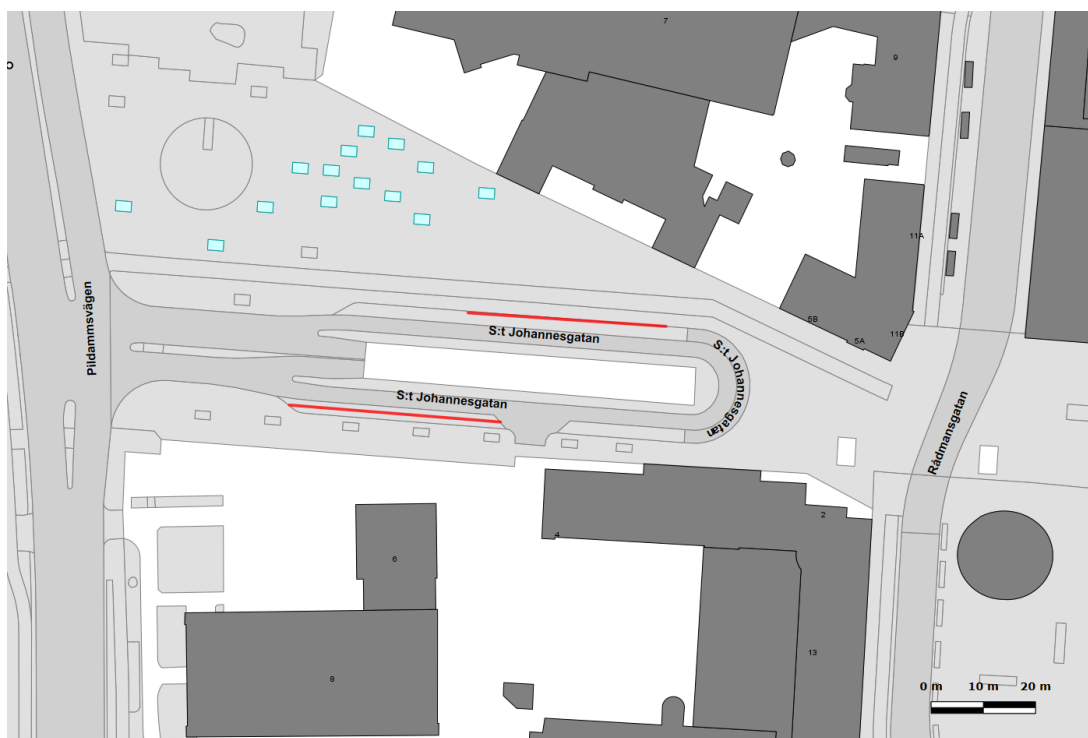 7
9
O
11A
Pildammsvägen
5B
11B
5A
S:t Johannesgatan
S:t Johannesgatan
S:t Johannesgatan
Rådmansgatan
2
4
6
13
8
0 m 10 m 20 m